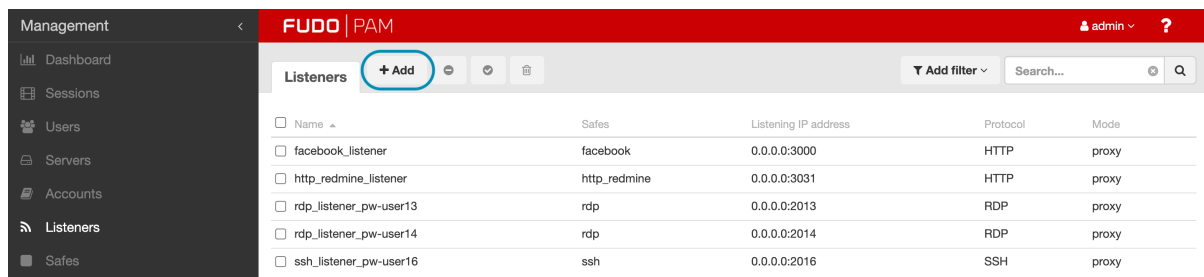 Management
FUDO PAM
admin
?
Dashboard
Sessions
Users
Servers
Accounts
Listeners
Safes
Listeners
+ Add
Add filter
Search...
Name Safes Listening IP address Protocol Mode
facebook_listener facebook 0.0.0.0:3000 HTTP proxy
http_redmine_listener http_redmine 0.0.0.0:3031 HTTP proxy
rdp_listener_pw-user13 rdp 0.0.0.0:2013 RDP proxy
rdp_listener_pw-user14 rdp 0.0.0.0:2014 RDP proxy
ssh_listener_pw-user16 ssh 0.0.0.0:2016 SSH proxy